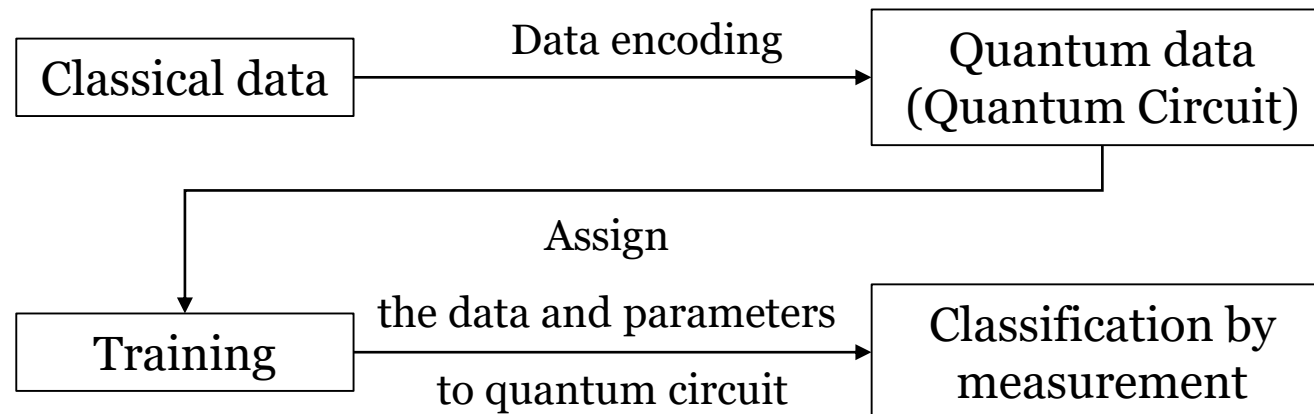 Classical data
Data encoding
Quantum data
(Quantum Circuit)
Training
Assign
the data and parameters
to quantum circuit
Classification by
measurement